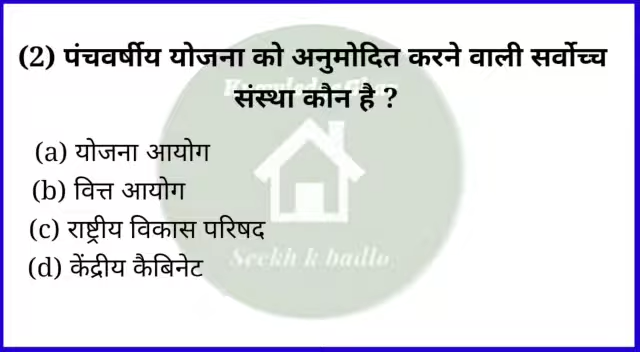 (2) पंचवर्षीय योजना को अनुमोदित करने वाली सर्वोच्च
संस्था कौन है ?
(a) योजना आयोग
(b) वित्त आयोग
(c) राष्ट्रीय विकास परिषद
(d) केंद्रीय कैबिनेट
Seekh k badlo